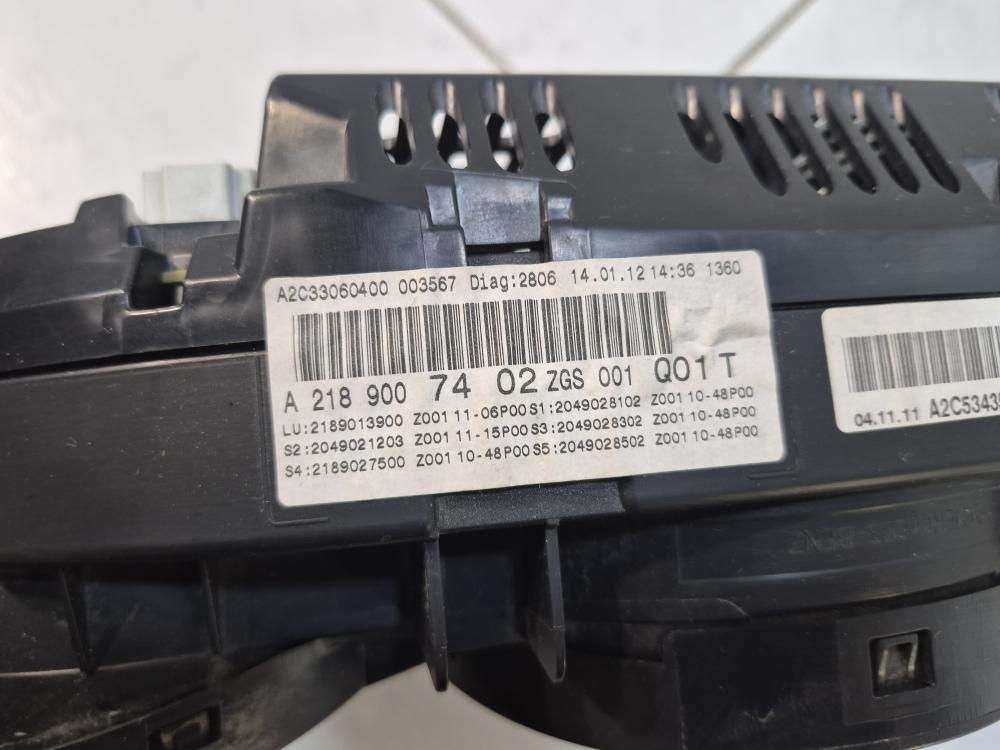 A2C33060400 003567 Diag:2806 14.01.12 14:36 1360
A 218 900 74 02 ZGS 001 Q01 T
LU:2189013900 Z001 11-06P00 S1:2049028102 Z001 10-48P00
S2:2049021203 Z001 11-15P00 S3:2049028302 Z001 10-48P00
S4:2189027500 Z001 10-48P00 S5:2049028502 Z001 10-48P00
04.11.11 A2C5343